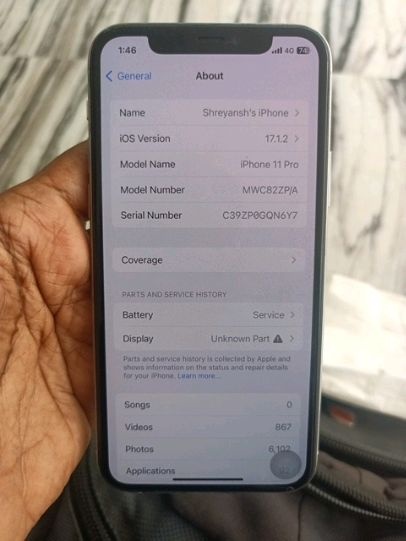 1:46 4G 74
General About
Name Shreyansh's iPhone
iOS Version 17.1.2
Model Name iPhone 11 Pro
Model Number MWC82ZP/A
Serial Number C39ZP0GQN6Y7
Coverage
PARTS AND SERVICE HISTORY
Battery Service
Display Unknown Part
Parts and service history is collected by Apple and
shows information on the status and repair details
for your iPhone. Learn more...
Songs 0
Videos 867
Photos 6,102
Applications